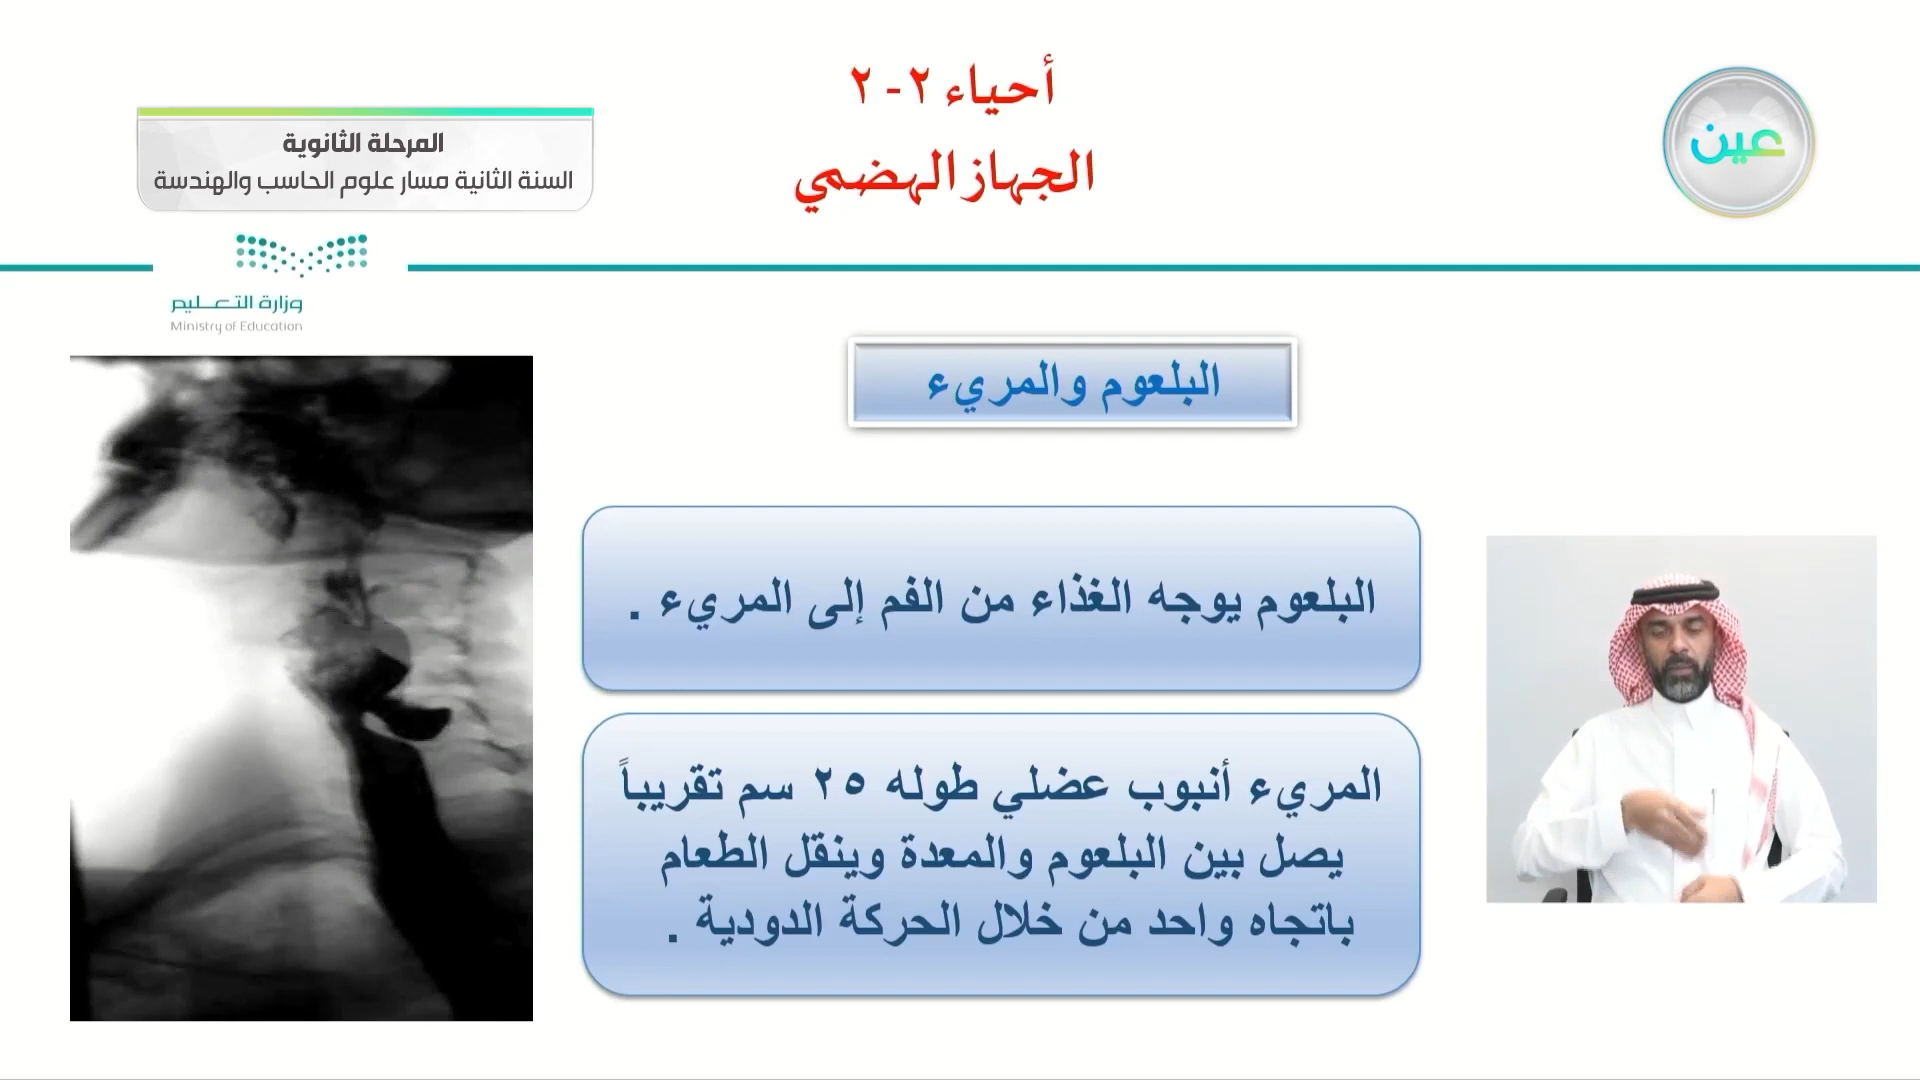 أحياء ٢-٢
الجهاز الهضمي
عين
المرحلة الثانوية
السنة الثانية مسار علوم الحاسب والهندسة
وزارة التعليم
Ministry of Education
البلعوم والمريء
البلعوم يوجه الغذاء من الفم إلى المريء .
المريء أنبوب عضلي طوله ٢٥ سم تقريباً
يصل بين البلعوم والمعدة وينقل الطعام
باتجاه واحد من خلال الحركة الدودية .